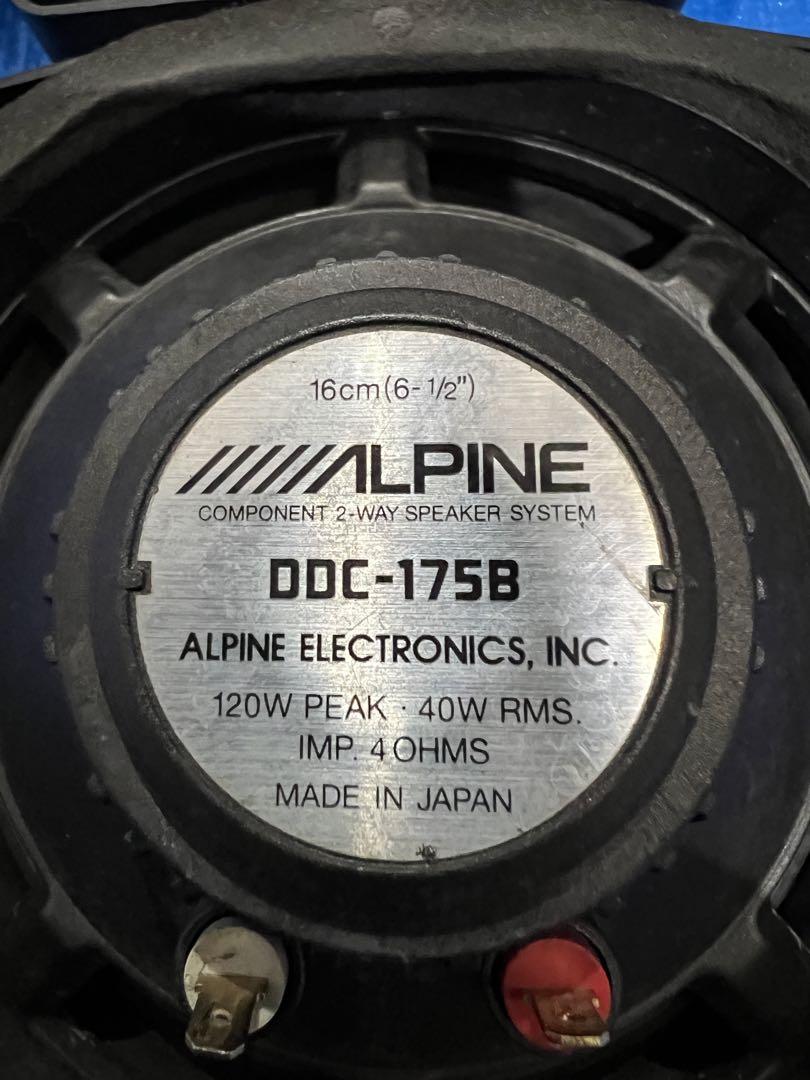 16cm(6-1/2")
ALPINE
COMPONENT 2-WAY SPEAKER SYSTEM
DDC-175B
ALPINE ELECTRONICS, INC.
120W PEAK · 40W RMS.
IMP. 4 OHMS
MADE IN JAPAN